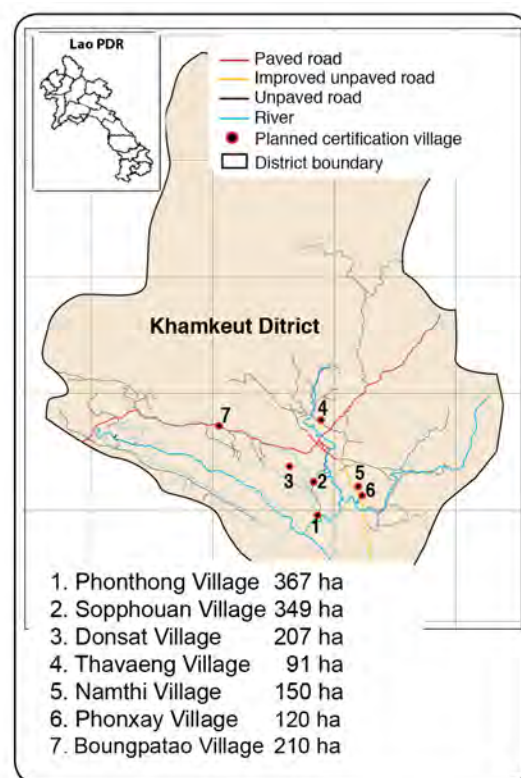 Lao PDR
Paved road
Improved unpaved road
Unpaved road
River
Planned certification village
District boundary
Khamkeut Ditrict
4
7
3
2
5
6
1
1. Phonthong Village 367 ha
2. Sopphouan Village 349 ha
3. Donsat Village 207 ha
4. Thavaeng Village 91 ha
5. Namthi Village 150 ha
6. Phonxay Village 120 ha
7. Boungpatao Village 210 ha